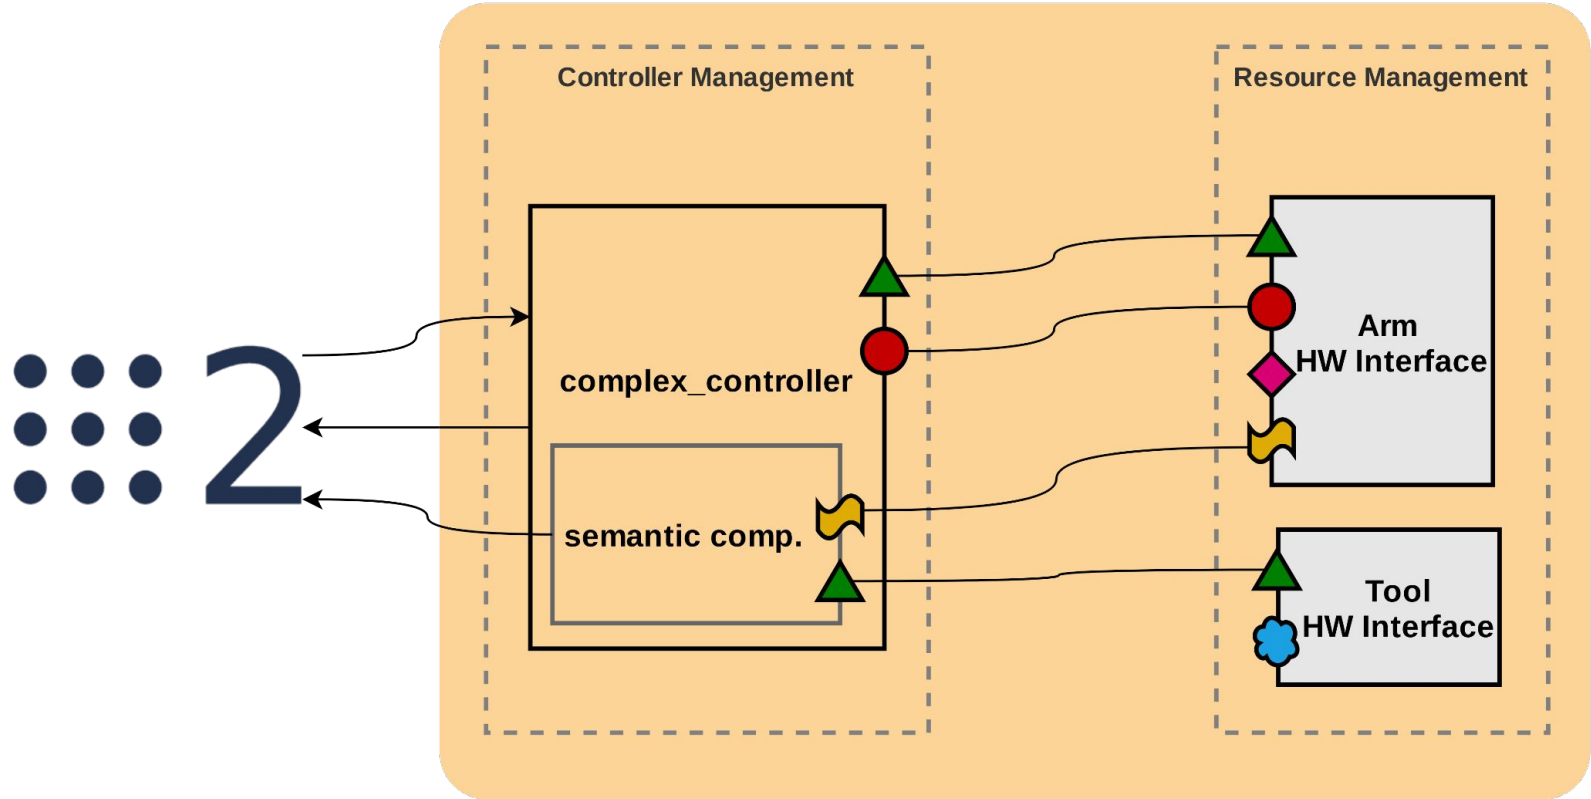 Controller Management
Resource Management
2
complex_controller
semantic comp.
Arm
HW Interface
Tool
HW Interface